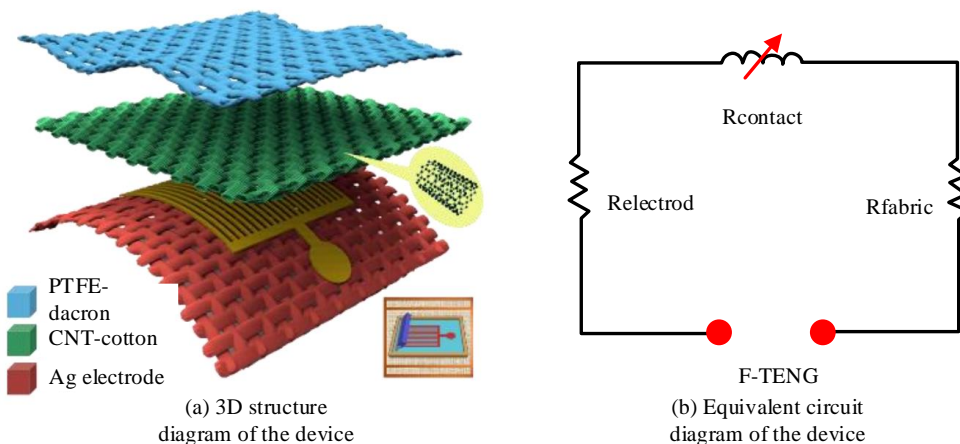 PTFE-
dacron
CNT-cotton
Ag electrode
(a) 3D structure
diagram of the device
Rcontact
Relectrod
Rfabric
F-TENG
(b) Equivalent circuit
diagram of the device